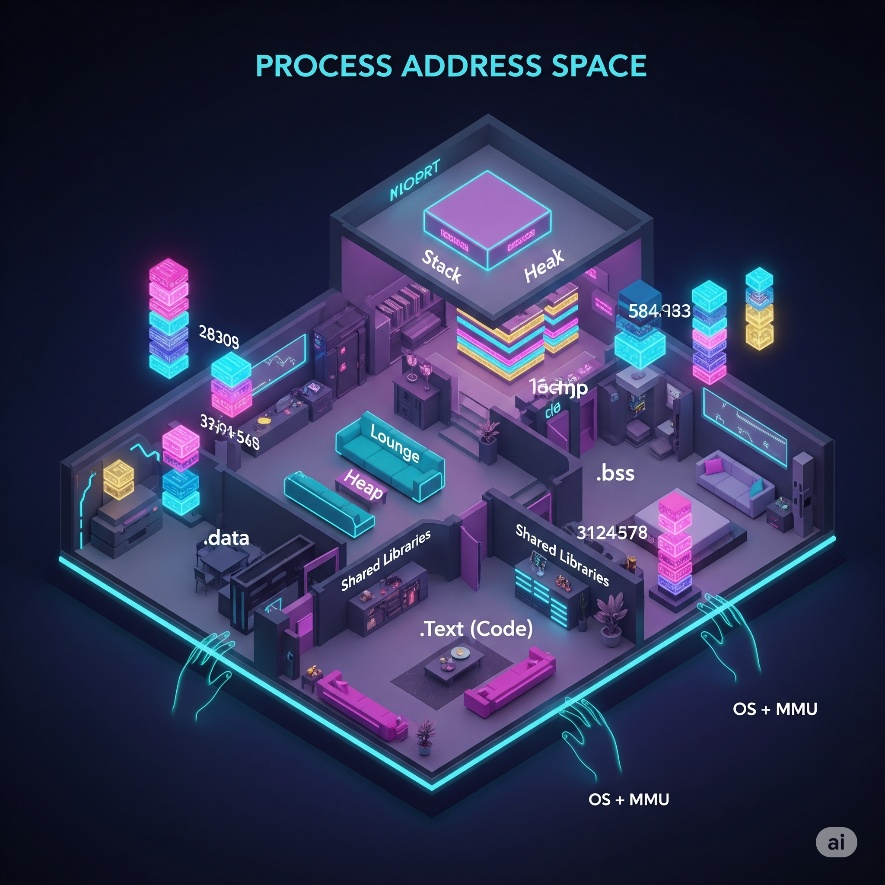 PROCESS ADDRESS SPACE
Stack
Heak
28309
584,933
Lounge
Heap
.bss
3124578
.data
Shared Libraries
Shared Libraries
.Text (Code)
OS + MMU
OS + MMU
ai